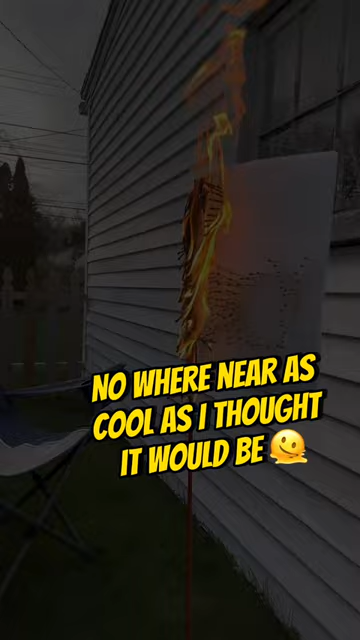 NO WHERE NEAR AS
COOL AS I THOUGHT
IT WOULD BE 🫠